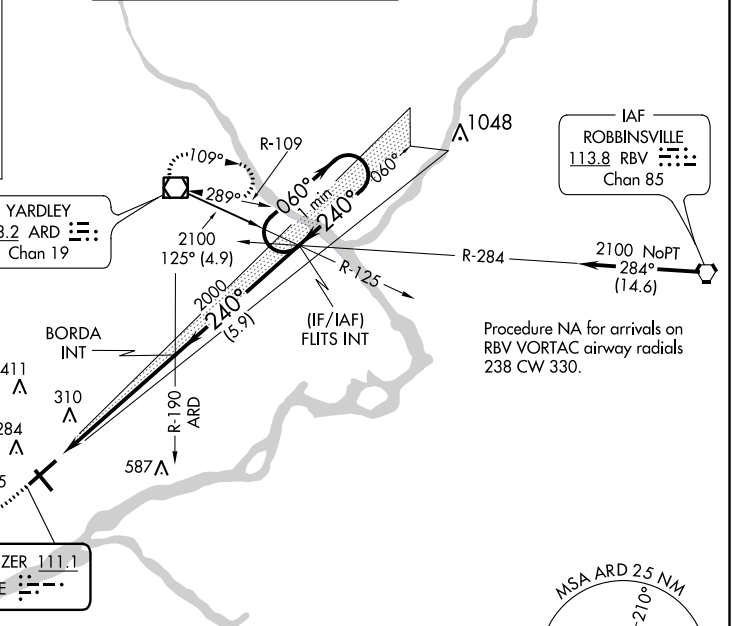 1048
IAF
ROBBINSVILLE
113.8 RBV
Chan 85
R-109
109°
289°
060°
1 min
240°
060°
YARDLEY
3.2 ARD
Chan 19
2100
125° (4.9)
R-125
R-284
2100 NoPT
284°
(14.6)
2000
240°
(5.9)
(IF/IAF)
FLITS INT
BORDA
INT
Procedure NA for arrivals on
RBV VORTAC airway radials
238 CW 330.
411
310
284
R-190
ARD
587
5
ZER 111.1
E
MSA ARD 25 NM
210°